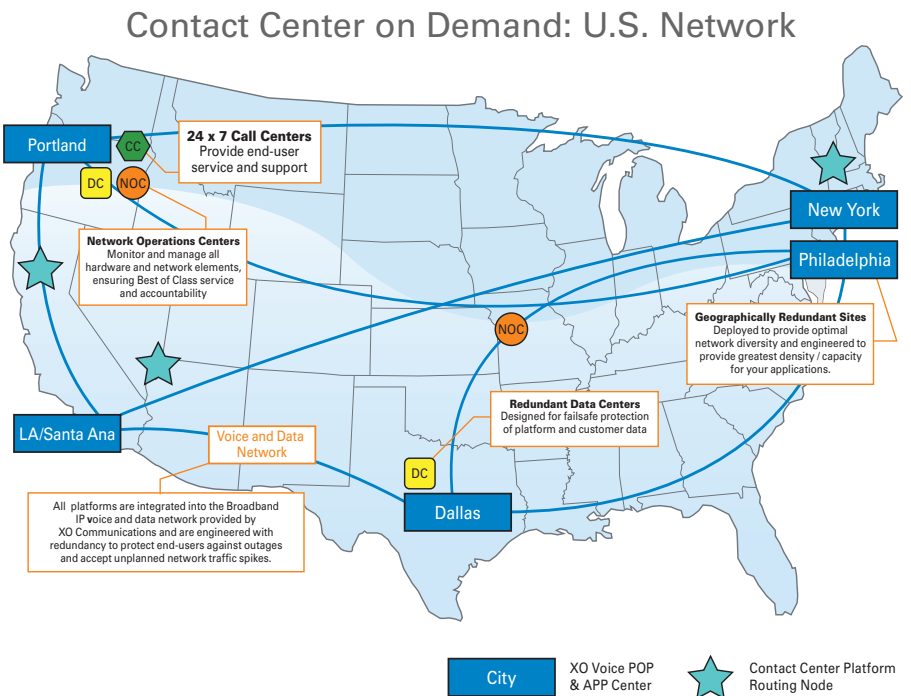 Contact Center on Demand: U.S. Network
Portland
CC
24 x 7 Call Centers
Provide end-user
service and support
DC
NOC
New York
Network Operations Centers
Monitor and manage all
hardware and network elements,
ensuring Best of Class service
and accountability
Philadelphia
NOC
Geographically Redundant Sites
Deployed to provide optimal
network diversity and engineered to
provide greatest density / capacity
for your applications.
LA/Santa Ana
Voice and Data
Network
Redundant Data Centers
Designed for failsafe protection
of platform and customer data
DC
Dallas
All platforms are integrated into the Broadband
IP voice and data network provided by
XO Communications and are engineered with
redundancy to protect end-users against outages
and accept unplanned network traffic spikes.
City
XO Voice POP
& APP Center
Contact Center Platform
Routing Node